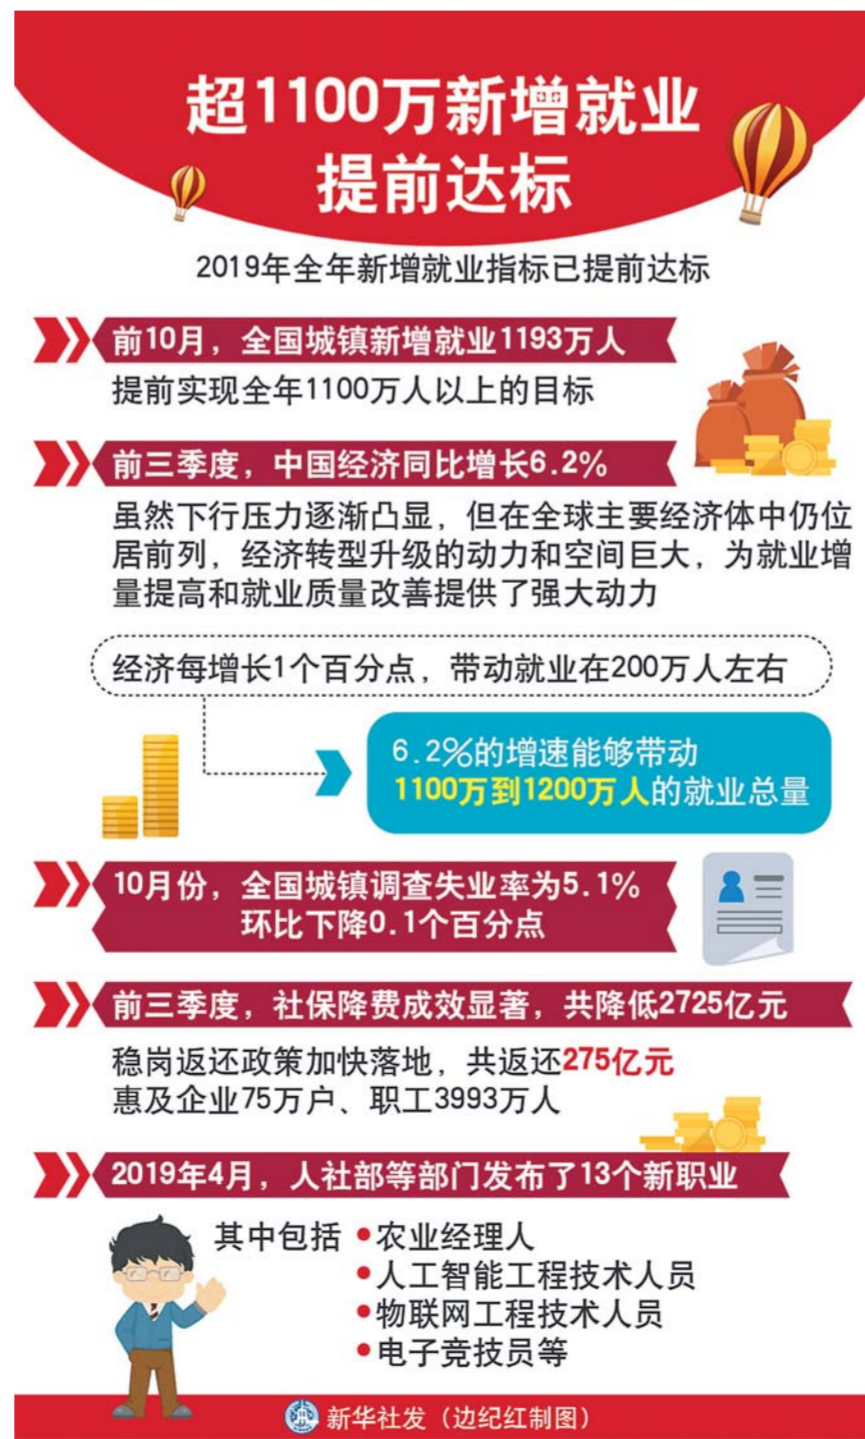 超1100万新增就业
提前达标
2019年全年新增就业指标已提前达标
前10月，全国城镇新增就业1193万人
提前实现全年1100万人以上的目标
前三季度，中国经济同比增长6.2%
虽然下行压力逐渐凸显，但在全球主要经济体中仍位
居前列，经济转型升级的动力和空间巨大，为就业增
量提高和就业质量改善提供了强大动力
经济每增长1个百分点，带动就业在200万人左右
6.2%的增速能够带动
1100万到1200万人的就业总量
10月份，全国城镇调查失业率为5.1%
环比下降0.1个百分点
前三季度，社保降费成效显著，共降低2725亿元
稳岗返还政策加快落地，共返还275亿元
惠及企业75万户、职工3993万人
2019年4月，人社部等部门发布了13个新职业
其中包括 •农业经理人
•人工智能工程技术人员
•物联网工程技术人员
•电子竞技员等
新华社发（边纪红制图）